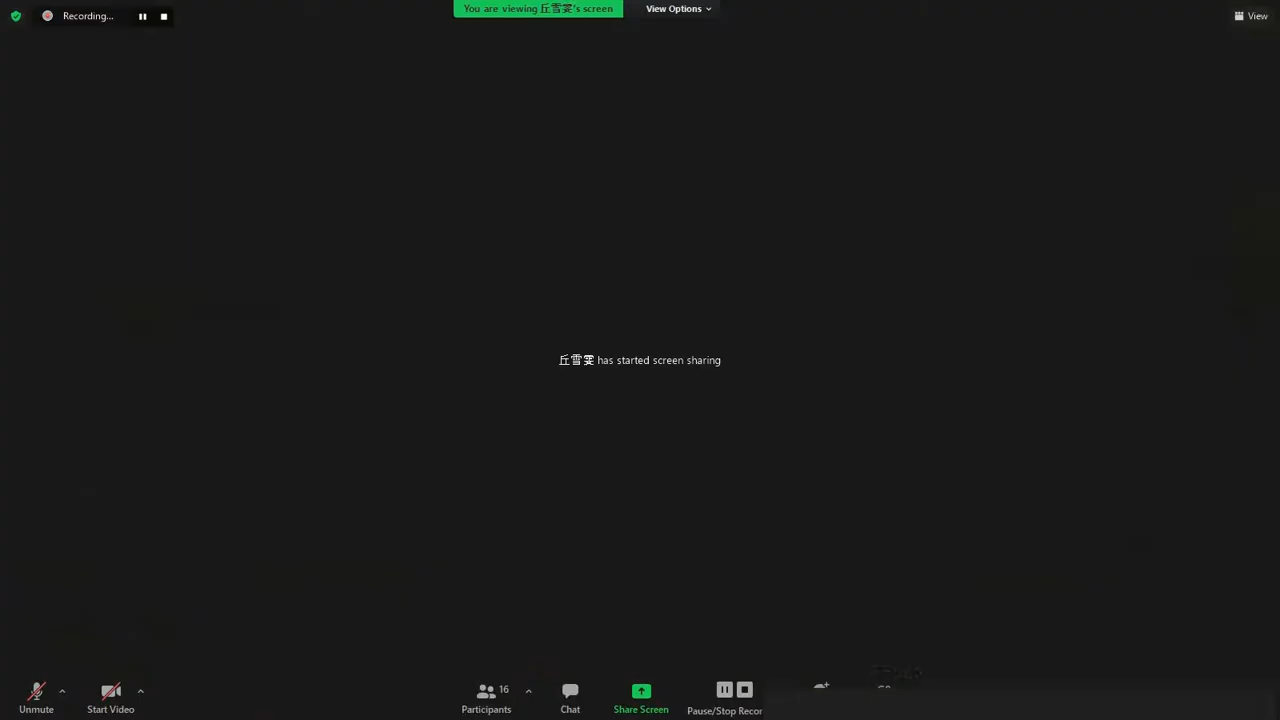 Recording...
You are viewing 丘雪雯's screen
View Options
View
丘雪雯 has started screen sharing
Unmute
Start Video
16
Participants
Chat
Share Screen
Pause/Stop Recor